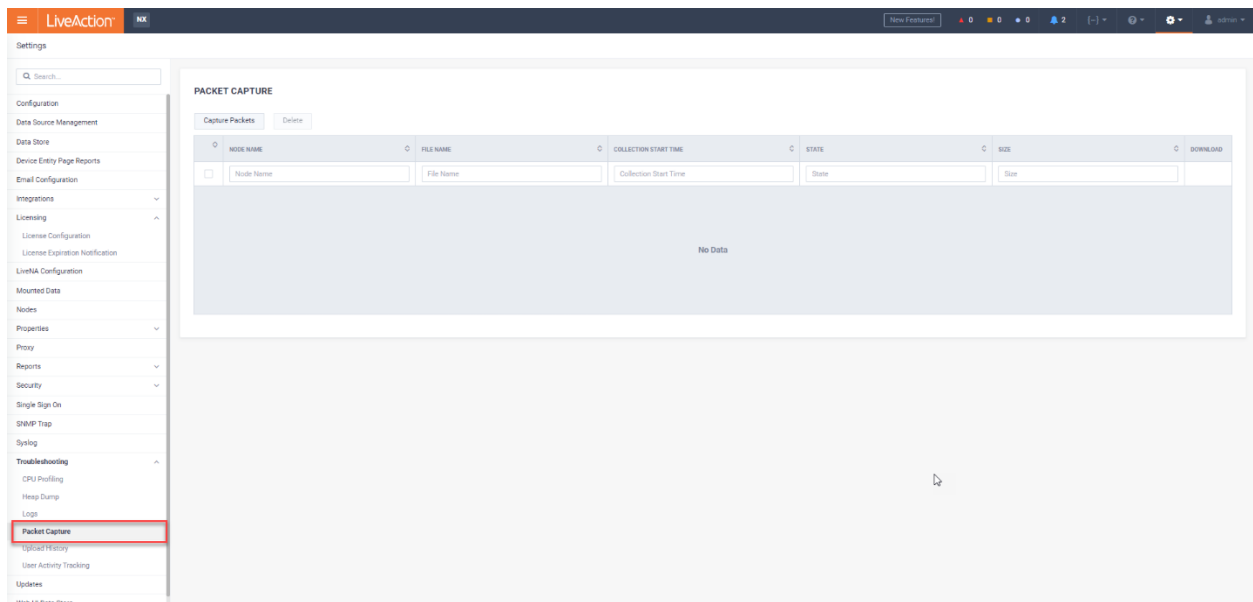 LiveAction NX New Features! 0 0 0 2 [--] admin
Settings
Search...
Configuration
Data Source Management
Data Store
Device Entity Page Reports
Email Configuration
Integrations
Licensing
License Configuration
License Expiration Notification
LiveNA Configuration
Mounted Data
Nodes
Properties
Proxy
Reports
Security
Single Sign On
SNMP Trap
Syslog
Troubleshooting
CPU Profiling
Heap Dump
Logs
Packet Capture
Upload History
User Activity Tracking
Updates
PACKET CAPTURE
Capture Packets Delete
NODE NAME FILE NAME COLLECTION START TIME STATE SIZE DOWNLOAD
Node Name File Name Collection Start Time State Size
No Data